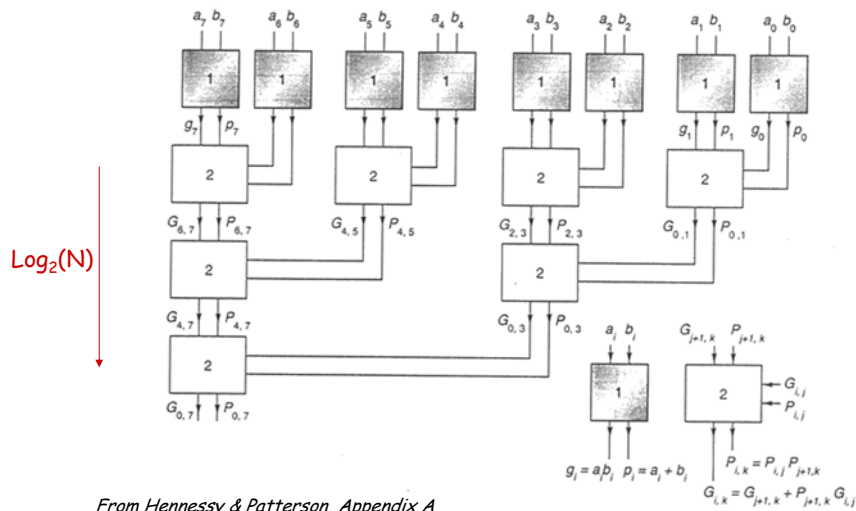 a7 b7 a6 b6 a5 b5 a4 b4 a3 b3 a2 b2 a1 b1 a0 b0
1 1 1 1 1 1 1 1
g7 p7 g1 p1 g0 p0
2 2 2 2
G6,7 P6,7 G4,5 P4,5 G2,3 P2,3 G0,1 P0,1
Log2(N)
2 2
G4,7 P4,7 G0,3 P0,3
2
G0,7 P0,7
ai bi
1
gi = aibi pi = ai + bi
Gj+1,k Pj+1,k
2
Gi,j
Pi,j
Pi,k = Pi,j Pj+1,k
Gi,k = Gj+1,k + Pj+1,k Gi,j
From Hennessy & Patterson, Appendix A